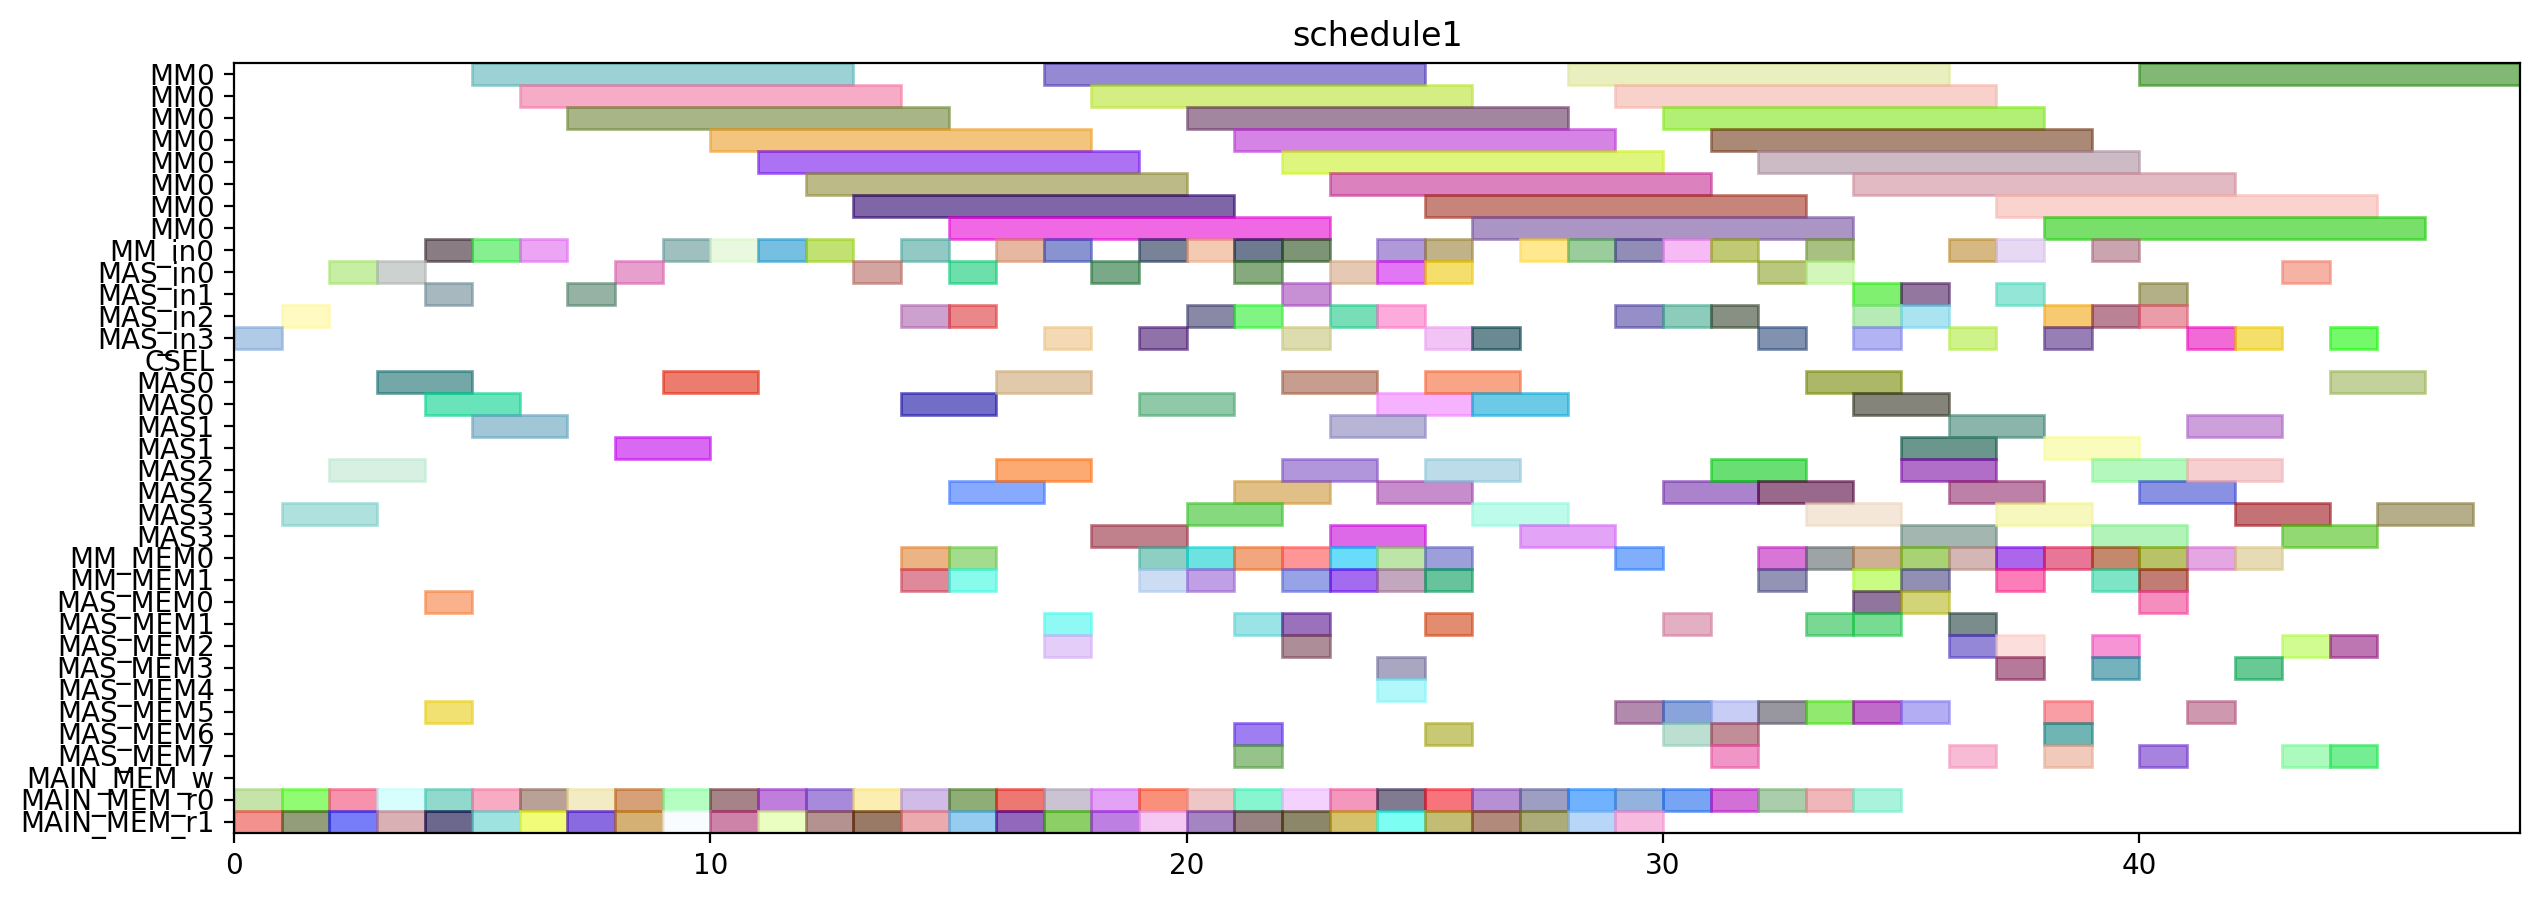 schedule1
MM0
MM0
MM0
MM0
MM0
MM0
MM0
MM0
MM_in0
MAS_in0
MAS_in1
MAS_in2
MAS_in3
CSEL
MAS0
MAS0
MAS1
MAS1
MAS2
MAS2
MAS3
MAS3
MM_MEM0
MM_MEM1
MAS_MEM0
MAS_MEM1
MAS_MEM2
MAS_MEM3
MAS_MEM4
MAS_MEM5
MAS_MEM6
MAS_MEM7
MAIN_MEM_w
MAIN_MEM_r0
MAIN_MEM_r1
0 10 20 30 40